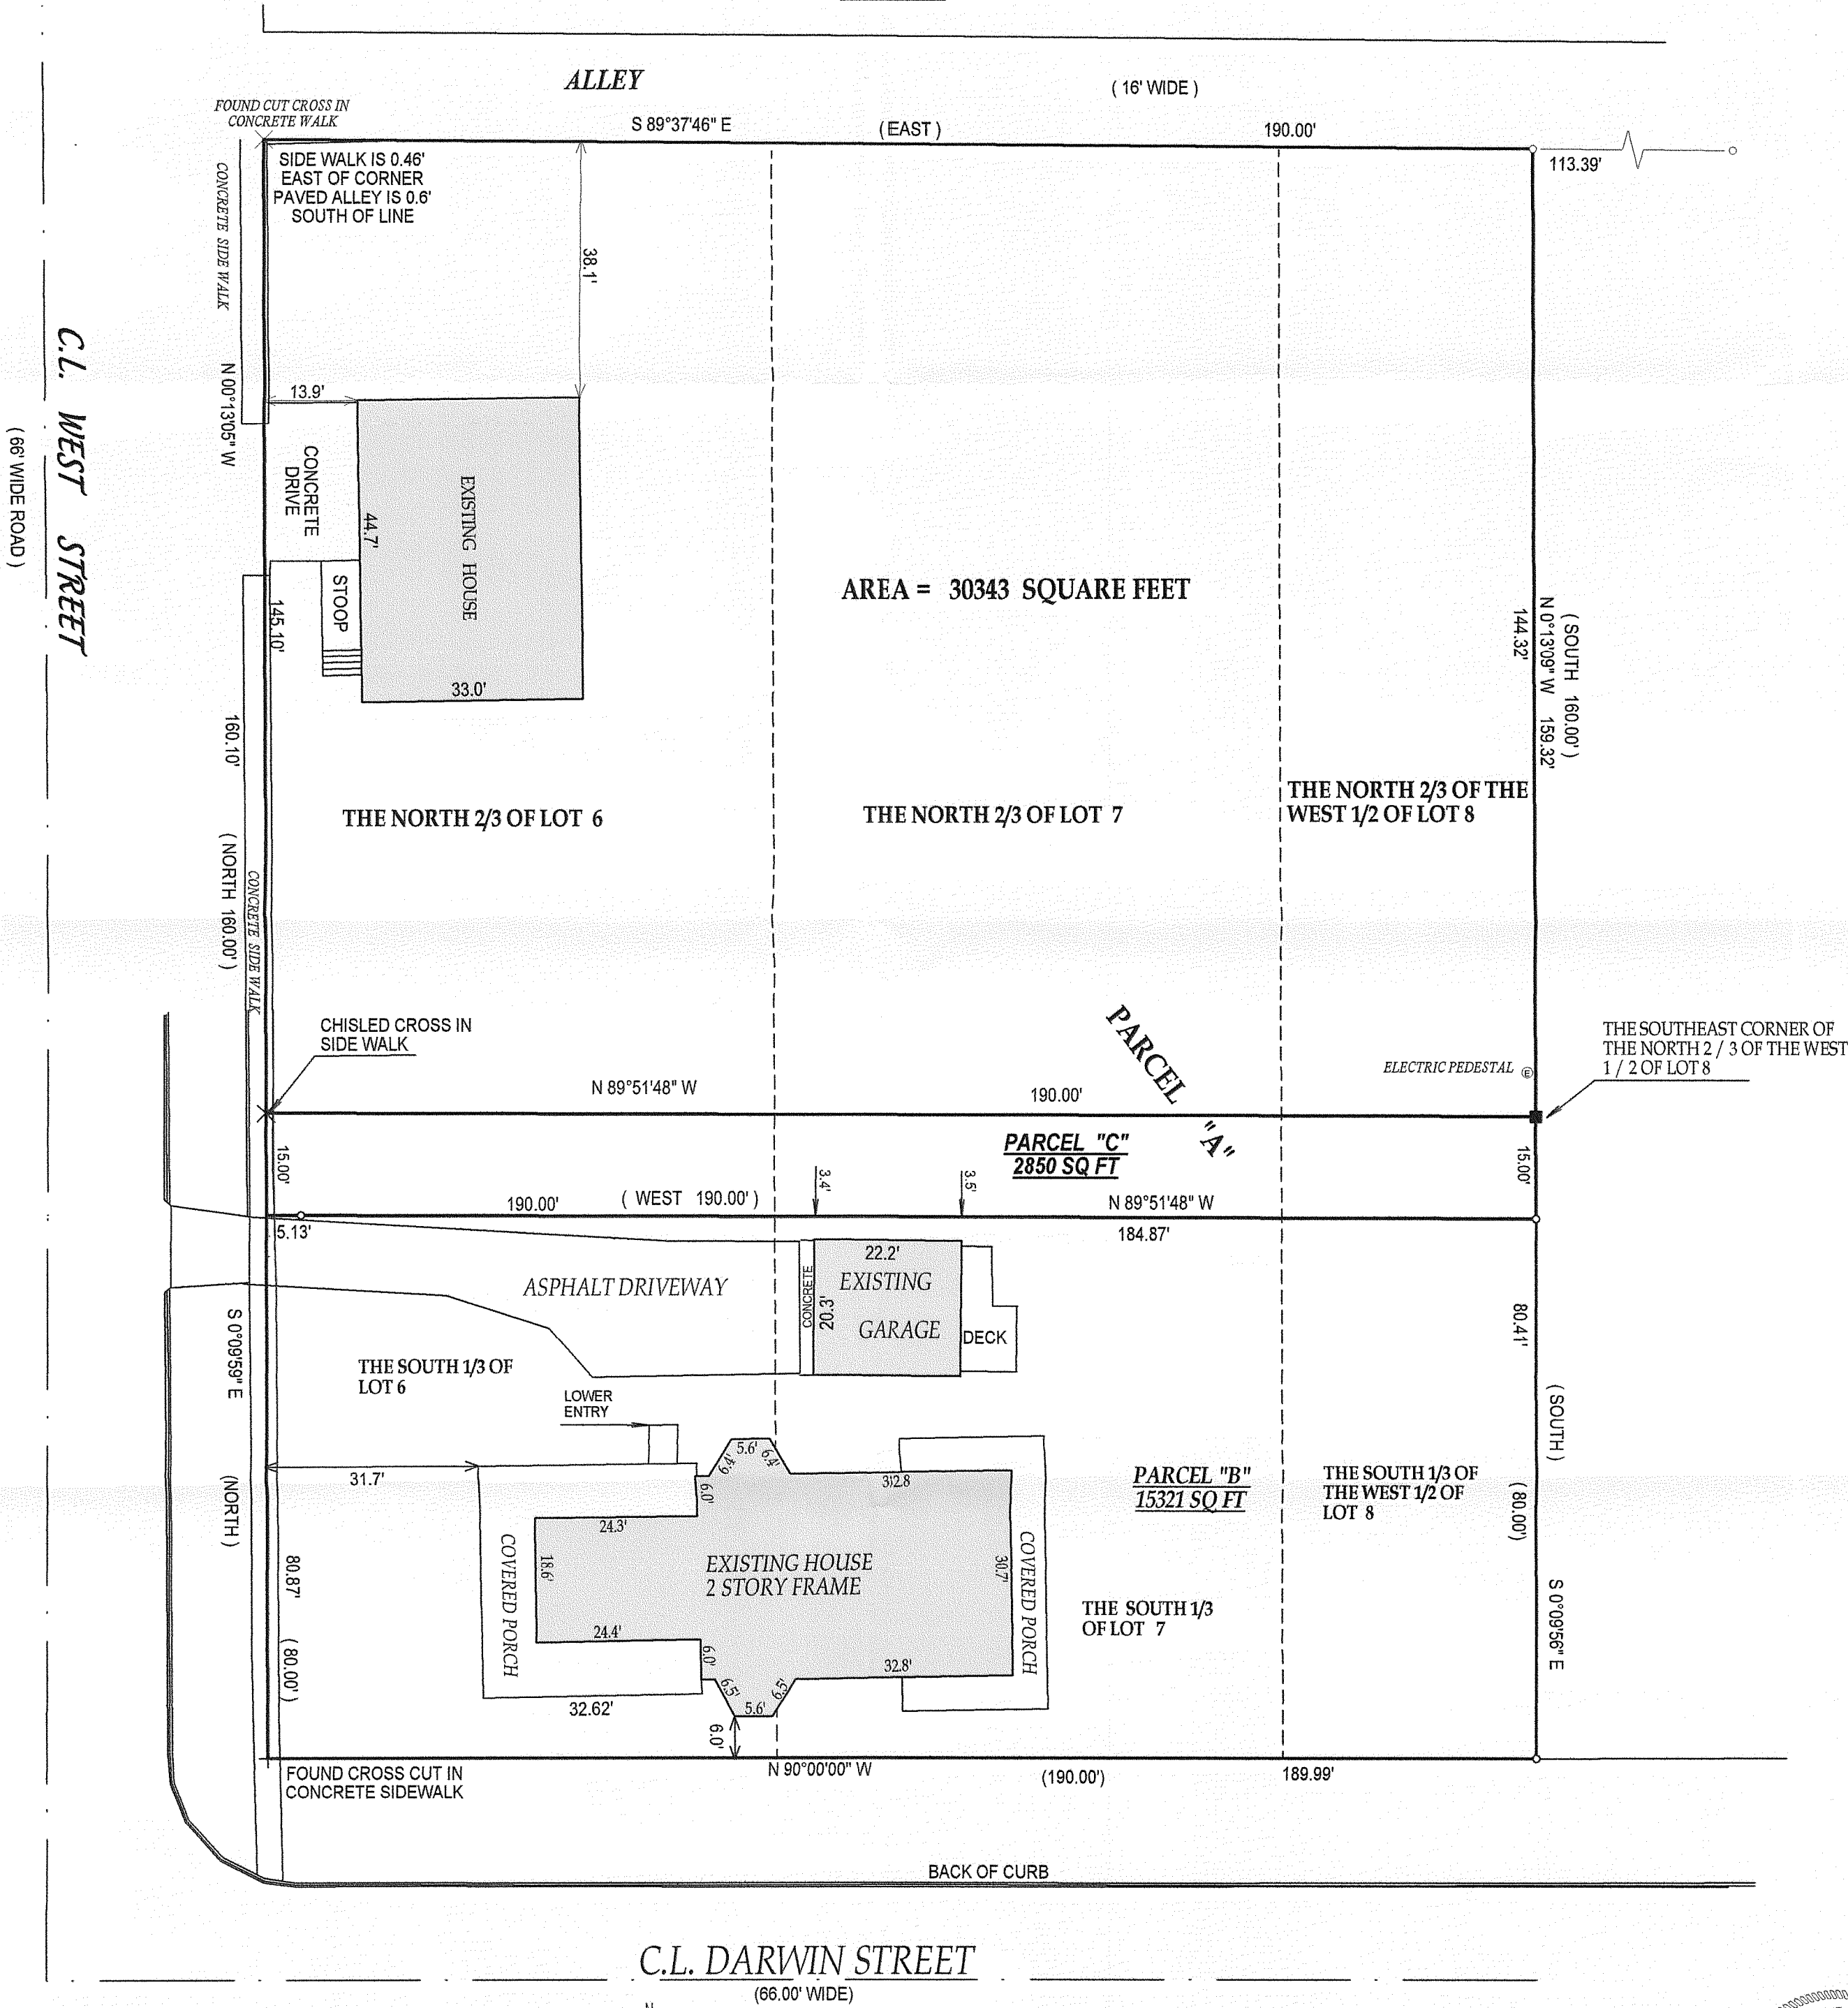 ALLEY
( 16' WIDE )
FOUND CUT CROSS IN
CONCRETE WALK
S 89°37'46" E
( EAST )
190.00'
113.39'
SIDE WALK IS 0.46'
EAST OF CORNER
PAVED ALLEY IS 0.6'
SOUTH OF LINE
CONCRETE SIDE WALK
38.1'
C.L. WEST STREET
( 66' WIDE ROAD )
N 00°13'05" W
13.9'
CONCRETE
DRIVE
44.7'
EXISTING HOUSE
STOOP
145.10'
33.0'
AREA = 30343 SQUARE FEET
144.32'
N 0°13'09" W 159.32'
( SOUTH 160.00' )
160.10'
( NORTH 160.00' )
THE NORTH 2/3 OF LOT 6
THE NORTH 2/3 OF LOT 7
THE NORTH 2/3 OF THE
WEST 1/2 OF LOT 8
CONCRETE SIDE WALK
CHISLED CROSS IN
SIDE WALK
PARCEL "A"
ELECTRIC PEDESTAL
E
THE SOUTHEAST CORNER OF
THE NORTH 2 / 3 OF THE WEST
1 / 2 OF LOT 8
N 89°51'48" W
190.00'
15.00'
PARCEL "C"
2850 SQ FT
15.00'
3.4'
3.5'
190.00'
( WEST 190.00' )
N 89°51'48" W
5.13'
184.87'
ASPHALT DRIVEWAY
CONCRETE
22.2'
20.3'
EXISTING
GARAGE
DECK
80.41'
S 0°09'59" E
(NORTH )
THE SOUTH 1/3 OF
LOT 6
LOWER
ENTRY
( SOUTH )
31.7'
6.4'
5.6'
6.4'
6.0'
3!2.8
PARCEL "B"
15321 SQ FT
THE SOUTH 1/3 OF
THE WEST 1/2 OF
LOT 8
( 80.00')
24.3'
COVERED PORCH
18.6'
EXISTING HOUSE
2 STORY FRAME
30.7'
COVERED PORCH
80.87'
( 80.00')
24.4'
6.0'
32.8'
THE SOUTH 1/3
OF LOT 7
S 0°09'56" E
6.5'
5.6'
6.5'
32.62'
6.0'
FOUND CROSS CUT IN
CONCRETE SIDEWALK
N 90°00'00" W
(190.00')
189.99'
BACK OF CURB
C.L. DARWIN STREET
(66.00' WIDE)
N